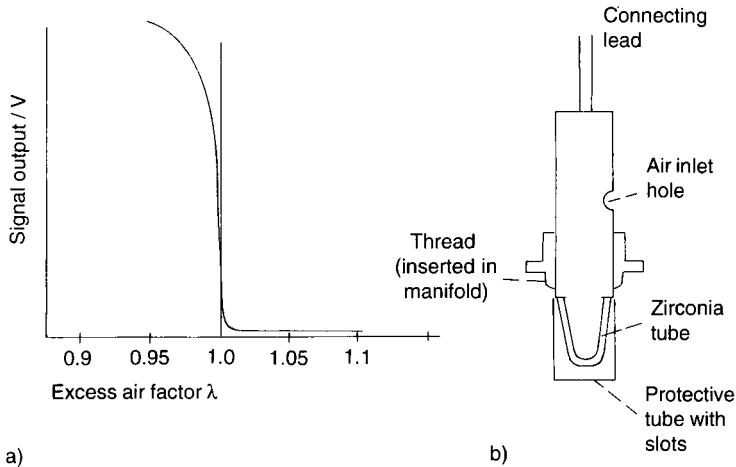 Signal output / V
0.9
0.95
1.0
1.05
1.1
Excess air factor λ
a)
Connecting
lead
Air inlet
hole
Thread
(inserted in
manifold)
Zirconia
tube
Protective
tube with
slots
b)